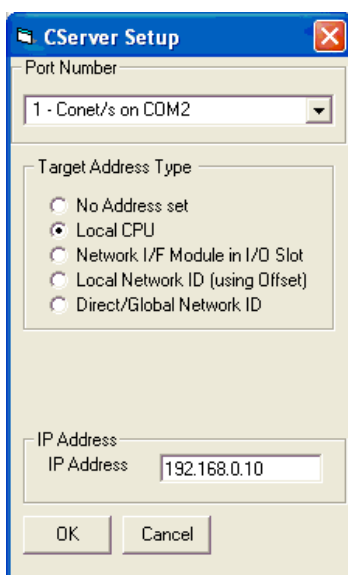 CServer Setup
Port Number
1 - Conet/s on COM2
Target Address Type
No Address set
Local CPU
Network I/F Module in I/O Slot
Local Network ID (using Offset)
Direct/Global Network ID
IP Address
IP Address 192.168.0.10
OK Cancel